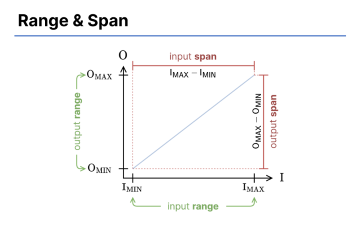 Range & Span
O
input span
I_MAX − I_MIN
O_MAX
output range
O_MAX − O_MIN
output span
O_MIN
I
I_MIN
I_MAX
input range